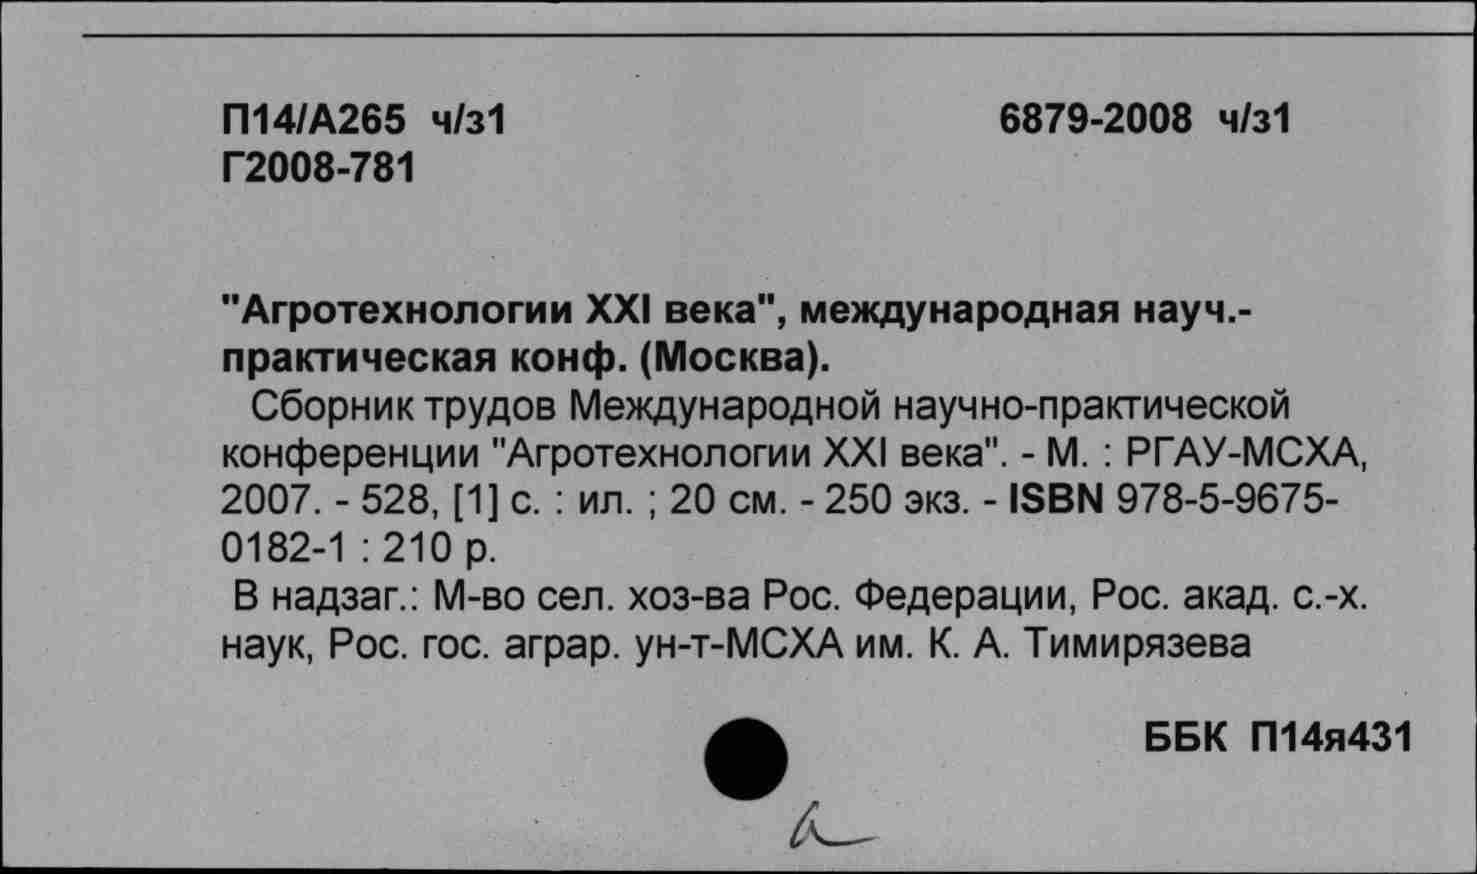 П14/А265 ч/з1 6879-2008 ч/з1
Г2008-781
"Агротехнологии XXI века", международная науч.-
практическая конф. (Москва).
Сборник трудов Международной научно-практической
конференции "Агротехнологии XXI века". - М. : РГАУ-МСХА,
2007. - 528, [1] с. : ил. ; 20 см. - 250 экз. - ISBN 978-5-9675-
0182-1 : 210 р.
В надзаг.: М-во сел. хоз-ва Рос. Федерации, Рос. акад. с.-х.
наук, Рос. гос. аграр. ун-т-МСХА им. К. А. Тимирязева
ББК П14я431